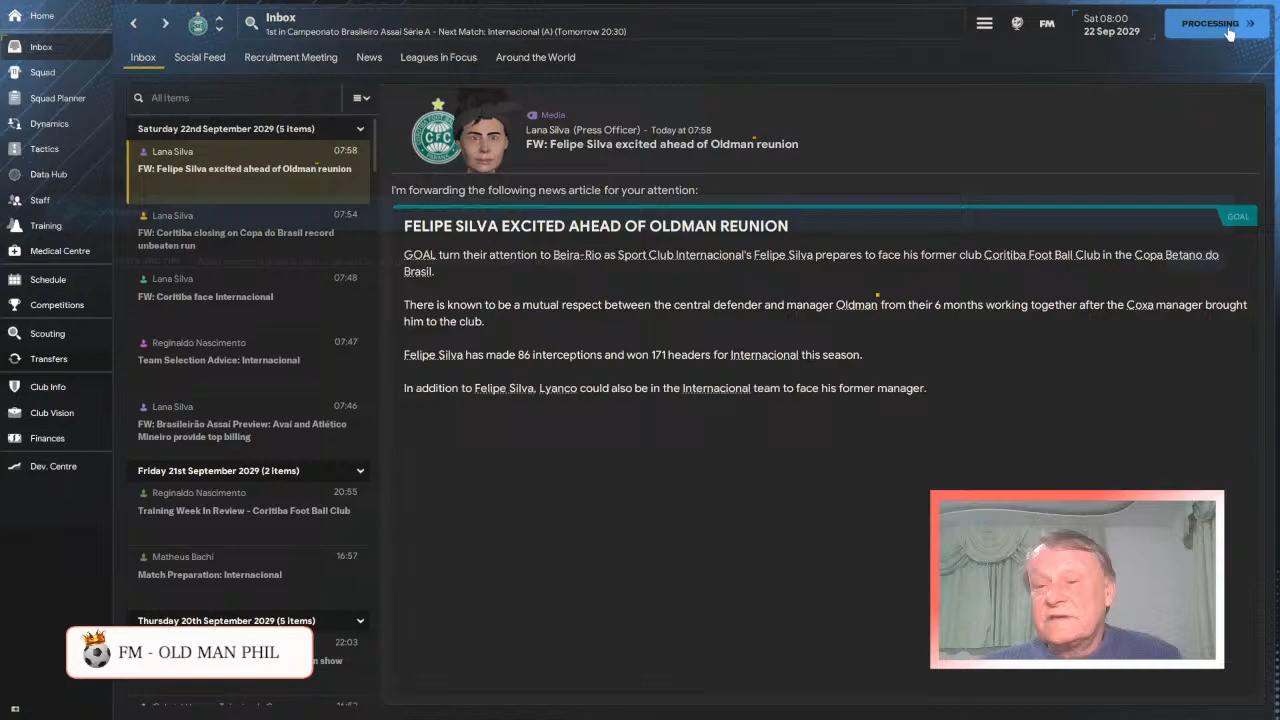 Home
Inbox
Squad
Squad Planner
Dynamics
Tactics
Data Hub
Staff
Training
Medical Centre
Schedule
Competitions
Scouting
Transfers
Club Info
Club Vision
Finances
Dev. Centre
Inbox
1st in Campeonato Brasileiro Assaí Série A - Next Match: Internacional (A) (Tomorrow 20:30)
FM
Sat 08:00
22 Sep 2029
PROCESSING
Inbox Social Feed Recruitment Meeting News Leagues in Focus Around the World
All items
Saturday 22nd September 2029 (5 items)
Lana Silva 07:58
FW: Felipe Silva excited ahead of Oldman reunion
Lana Silva 07:54
FW: Coritiba closing on Copa do Brasil record
unbeaten run
Lana Silva 07:48
FW: Coritiba face Internacional
Reginaldo Nascimento 07:47
Team Selection Advice: Internacional
Lana Silva 07:46
FW: Brasileirão Assaí Preview: Avaí and Atlético
Mineiro provide top billing
Friday 21st September 2029 (2 items)
Reginaldo Nascimento 20:55
Training Week In Review - Coritiba Foot Ball Club
Matheus Bachi 16:57
Match Preparation: Internacional
Thursday 20th September 2029 (5 items)
22:03
show
CFC
Media
Lana Silva (Press Officer) - Today at 07:58
FW: Felipe Silva excited ahead of Oldman reunion
I'm forwarding the following news article for your attention:
GOAL
FELIPE SILVA EXCITED AHEAD OF OLDMAN REUNION
GOAL turn their attention to Beira-Rio as Sport Club Internacional's Felipe Silva prepares to face his former club Coritiba Foot Ball Club in the Copa Betano do
Brasil.
There is known to be a mutual respect between the central defender and manager Oldman from their 6 months working together after the Coxa manager brought
him to the club.
Felipe Silva has made 86 interceptions and won 171 headers for Internacional this season.
In addition to Felipe Silva, Lyanco could also be in the Internacional team to face his former manager.
FM - OLD MAN PHIL